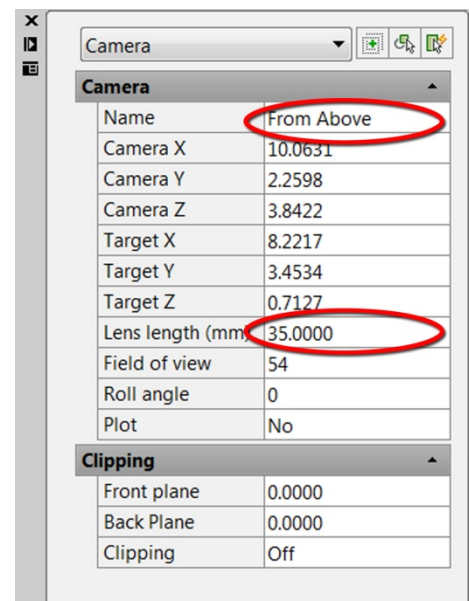 Camera
Camera
Name From Above
Camera X 10.0631
Camera Y 2.2598
Camera Z 3.8422
Target X 8.2217
Target Y 3.4534
Target Z 0.7127
Lens length (mm) 35.0000
Field of view 54
Roll angle 0
Plot No
Clipping
Front plane 0.0000
Back Plane 0.0000
Clipping Off